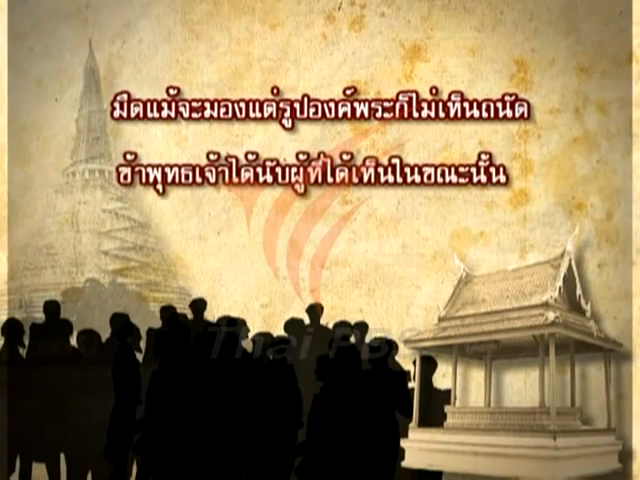 มืดแม้จะมองแต่รูปองค์พระก็ไม่เห็นถนัด
ข้าพุทธเจ้าได้นับผู้ที่ได้เห็นในขณะนั้น
Thai PBS